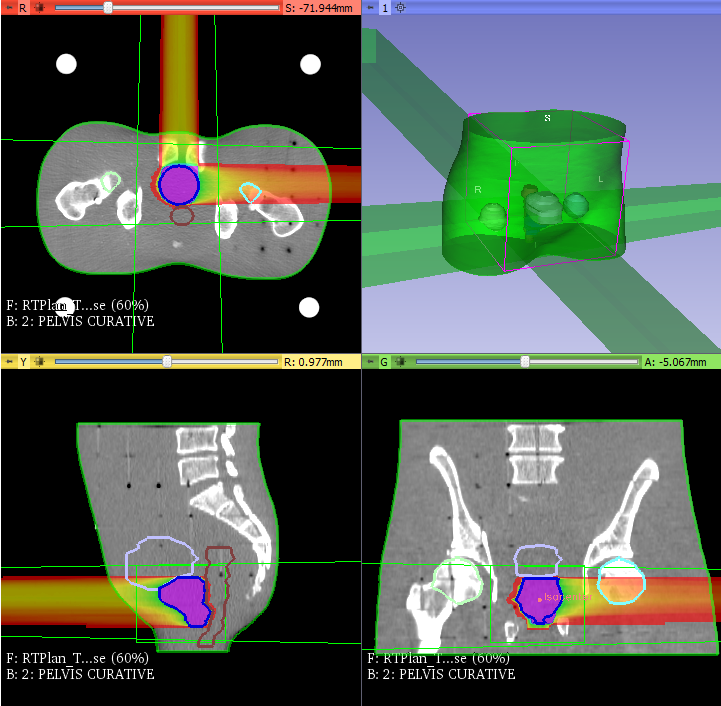 R S: -71.944mm
1
F: RTPlan_T...se (60%)
B: 2: PELVIS CURATIVE
S
R
L
I
Y R: 0.977mm
G A: -5.067mm
F: RTPlan_T...se (60%)
B: 2: PELVIS CURATIVE
F: RTPlan_T...se (60%)
B: 2: PELVIS CURATIVE